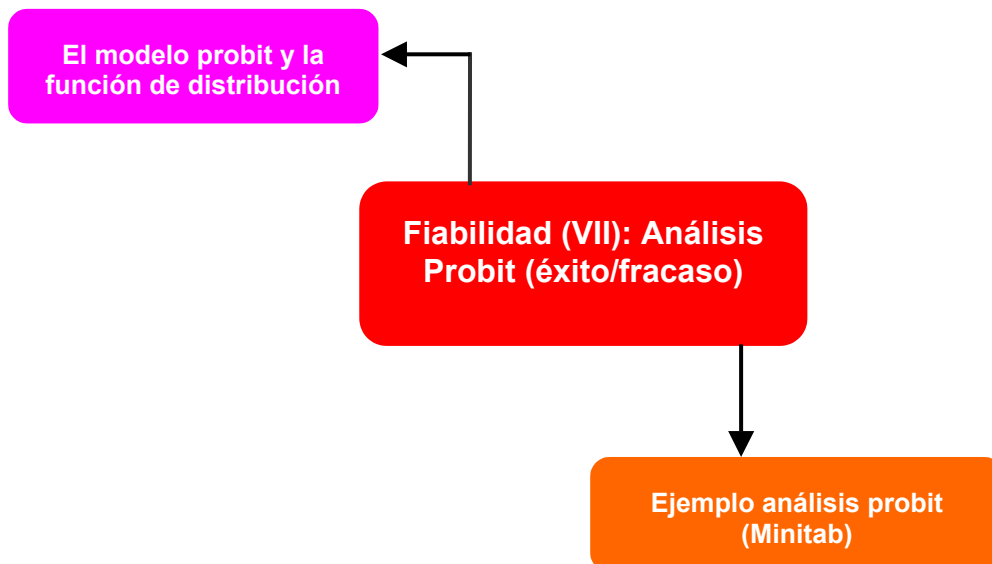 El modelo probit y la
función de distribución
Fiabilidad (VII): Análisis
Probit (éxito/fracaso)
Ejemplo análisis probit
(Minitab)